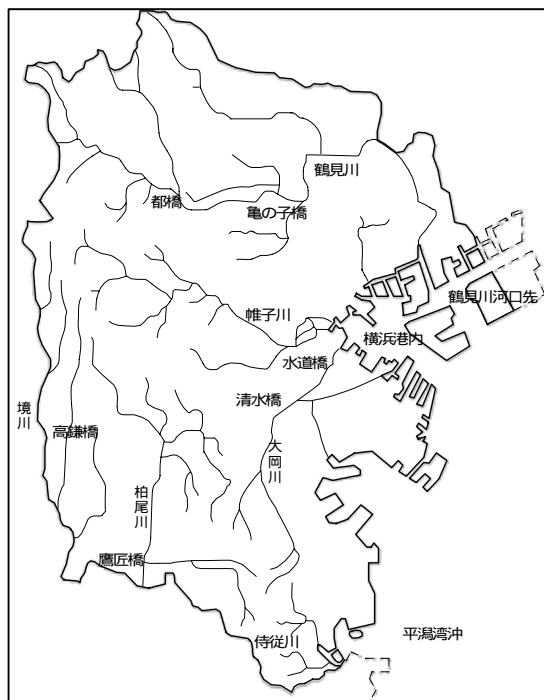 鶴見川
都橋
亀の子橋
鶴見川河口先
帷子川
横浜港内
水道橋
清水橋
境川
高鎌橋
大岡川
柏尾川
鷹匠橋
平潟湾沖
侍従川